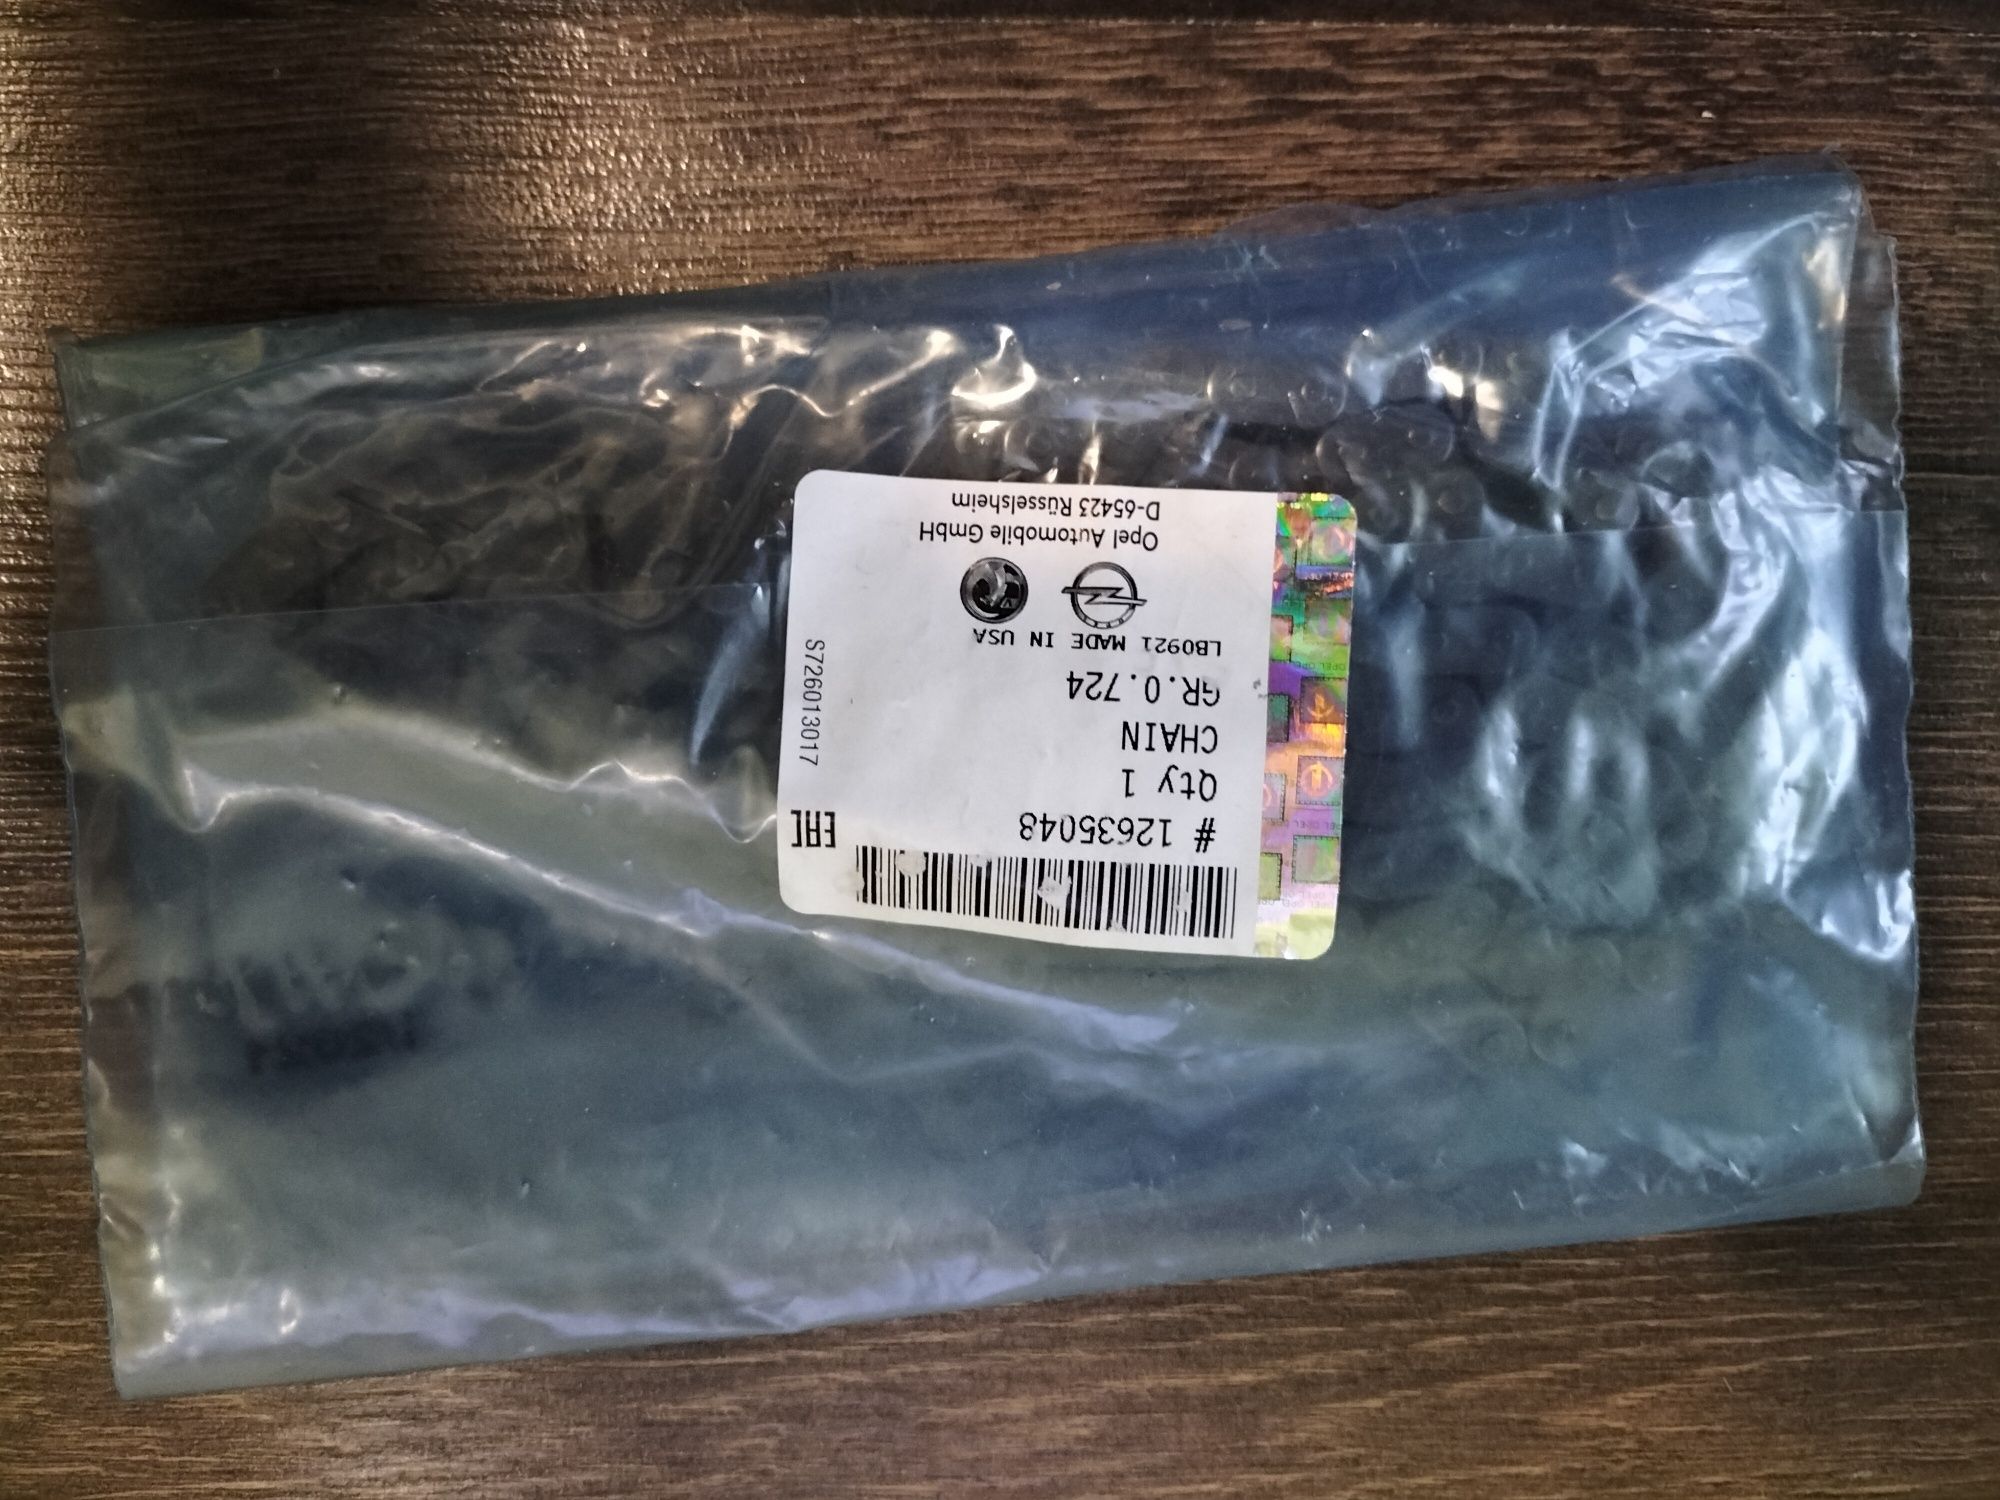 # 12635048
EAC
Qty 1
CHAIN
GR.0.724
LB0921 MADE IN USA
Opel Automobile GmbH
D-65423 Rüsselsheim
S726013017